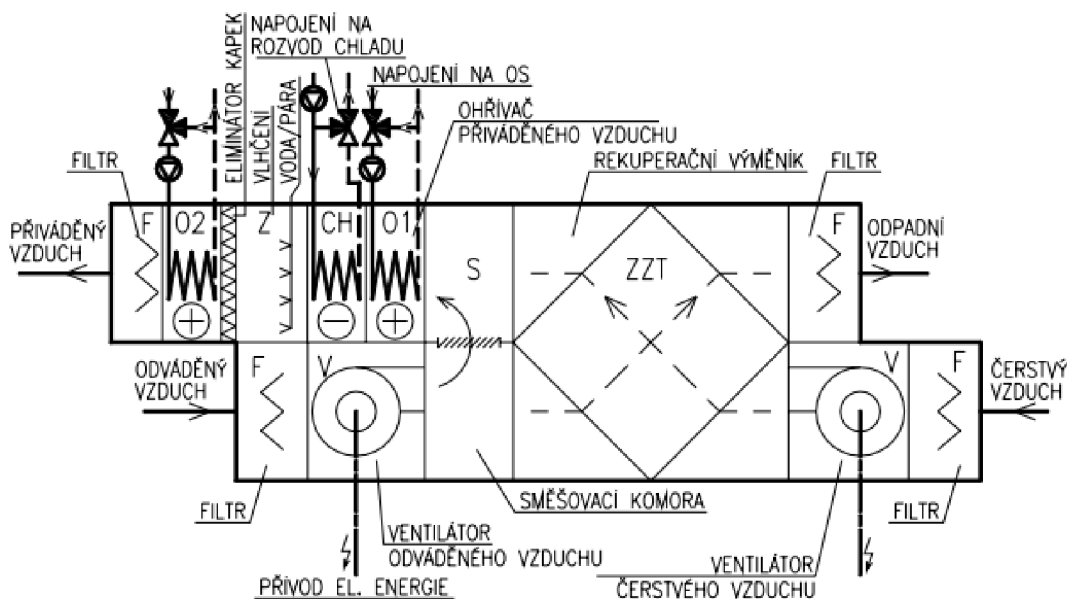 ELIMINÁTOR KAPEK
VLHČENÍ
VODA/PÁRA
NAPOJENÍ NA
ROZVOD CHLADU
NAPOJENÍ NA OS
OHŘÍVAČ
PŘIVÁDĚNÉHO VZDUCHU
REKUPERAČNÍ VÝMĚNÍK
FILTR
FILTR
PŘIVÁDĚNÝ
VZDUCH
F
O2
Z
CH
O1
S
ZZT
F
ODPADNÍ
VZDUCH
ODVÁDĚNÝ
VZDUCH
F
V
V
F
ČERSTVÝ
VZDUCH
FILTR
SMĚŠOVACÍ KOMORA
FILTR
VENTILÁTOR
ODVÁDĚNÉHO VZDUCHU
VENTILÁTOR
ČERSTVÉHO VZDUCHU
PŘÍVOD EL. ENERGIE